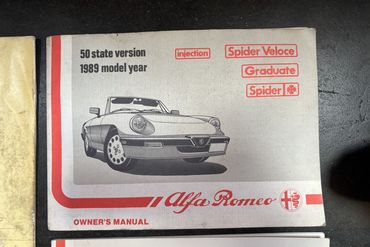 50 state version
1989 model year
injection
Spider Veloce
Graduate
Spider
Alfa Romeo
OWNER'S MANUAL